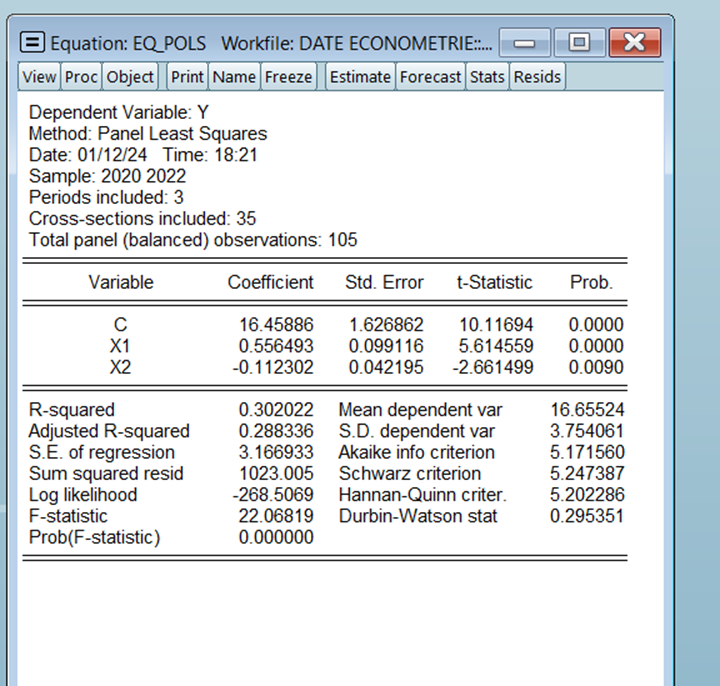 Equation: EQ_POLS Workfile: DATE ECONOMETRIE::...
View Proc Object Print Name Freeze Estimate Forecast Stats Resids
Dependent Variable: Y
Method: Panel Least Squares
Date: 01/12/24 Time: 18:21
Sample: 2020 2022
Periods included: 3
Cross-sections included: 35
Total panel (balanced) observations: 105
Variable Coefficient Std. Error t-Statistic Prob.
C 16.45886 1.626862 10.11694 0.0000
X1 0.556493 0.099116 5.614559 0.0000
X2 -0.112302 0.042195 -2.661499 0.0090
R-squared 0.302022 Mean dependent var 16.65524
Adjusted R-squared 0.288336 S.D. dependent var 3.754061
S.E. of regression 3.166933 Akaike info criterion 5.171560
Sum squared resid 1023.005 Schwarz criterion 5.247387
Log likelihood -268.5069 Hannan-Quinn criter. 5.202286
F-statistic 22.06819 Durbin-Watson stat 0.295351
Prob(F-statistic) 0.000000